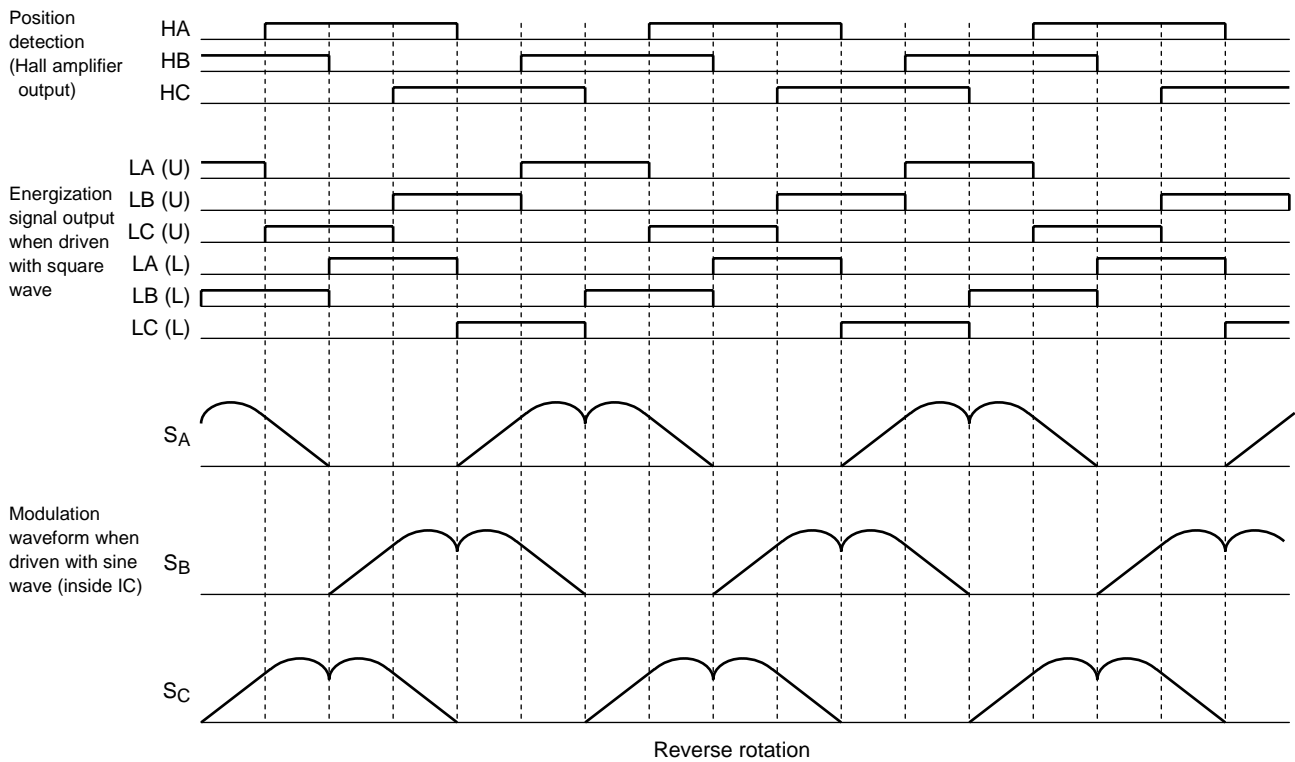 Position
detection
(Hall amplifier
output)
HA
HB
HC
Energization
signal output
when driven
with square
wave
LA (U)
LB (U)
LC (U)
LA (L)
LB (L)
LC (L)
Modulation
waveform when
driven with sine
wave (inside IC)
SA
SB
SC
Reverse rotation